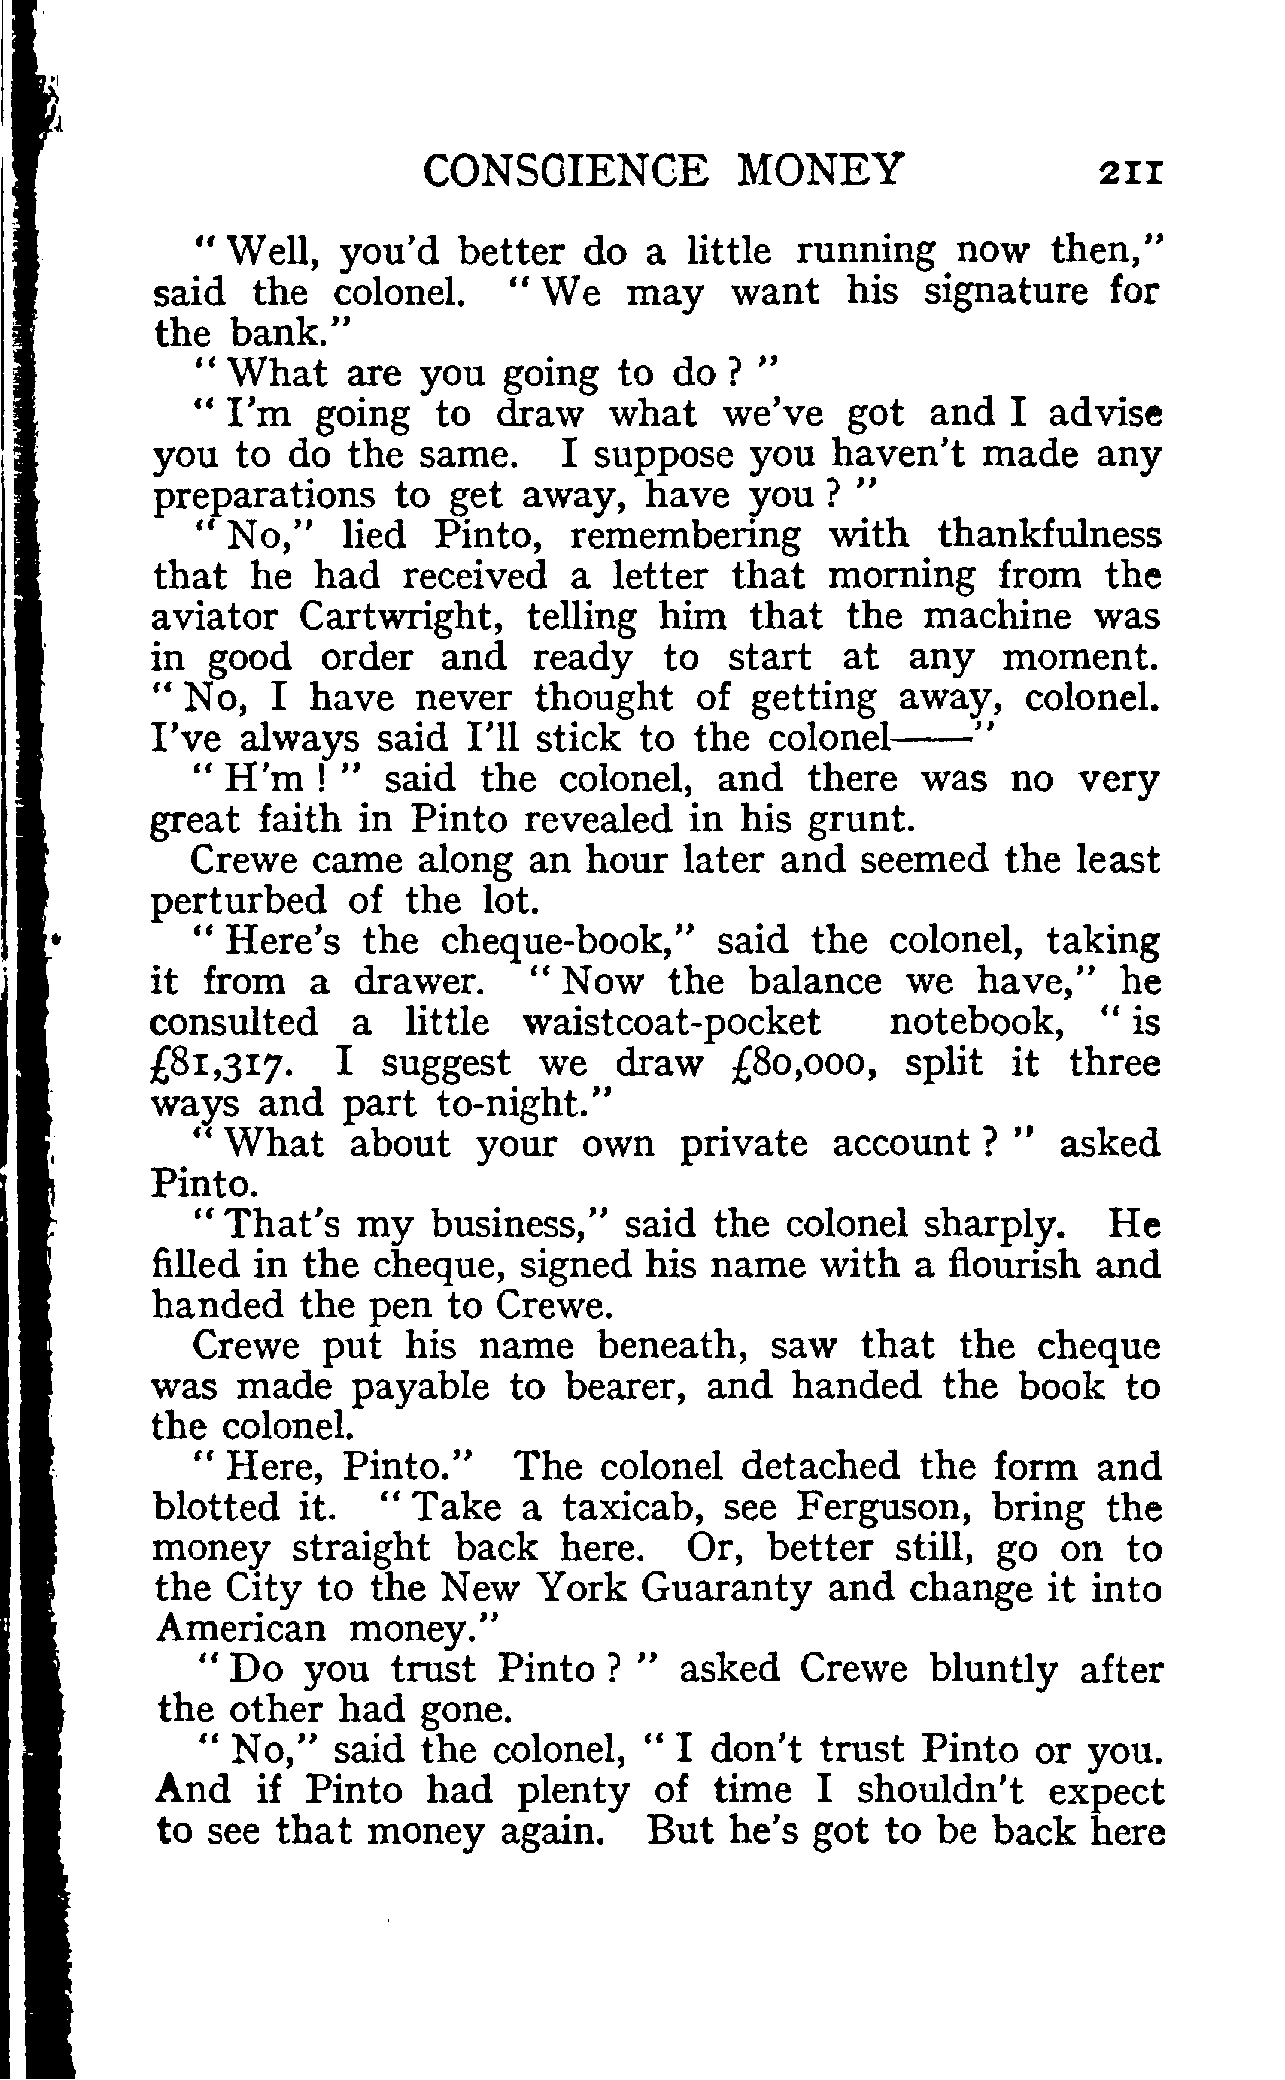 CONSCIENCE MONEY 211
" Well, you'd better do a little running now then,"
said the colonel. " We may want his signature for
the bank."
" What are you going to do ? "
" I'm going to draw what we've got and I advise
you to do the same. I suppose you haven't made any
preparations to get away, have you ? "
" No," lied Pinto, remembering with thankfulness
that he had received a letter that morning from the
aviator Cartwright, telling him that the machine was
in good order and ready to start at any moment.
" No, I have never thought of getting away, colonel.
I've always said I'll stick to the colonel——"
" H'm ! " said the colonel, and there was no very
great faith in Pinto revealed in his grunt.
Crewe came along an hour later and seemed the least
perturbed of the lot.
" Here's the cheque-book," said the colonel, taking
it from a drawer. " Now the balance we have," he
consulted a little waistcoat-pocket notebook, " is
£81,317. I suggest we draw £80,000, split it three
ways and part to-night."
" What about your own private account ? " asked
Pinto.
" That's my business," said the colonel sharply. He
filled in the cheque, signed his name with a flourish and
handed the pen to Crewe.
Crewe put his name beneath, saw that the cheque
was made payable to bearer, and handed the book to
the colonel.
" Here, Pinto." The colonel detached the form and
blotted it. " Take a taxicab, see Ferguson, bring the
money straight back here. Or, better still, go on to
the City to the New York Guaranty and change it into
American money."
" Do you trust Pinto ? " asked Crewe bluntly after
the other had gone.
" No," said the colonel, " I don't trust Pinto or you.
And if Pinto had plenty of time I shouldn't expect
to see that money again. But he's got to be back here